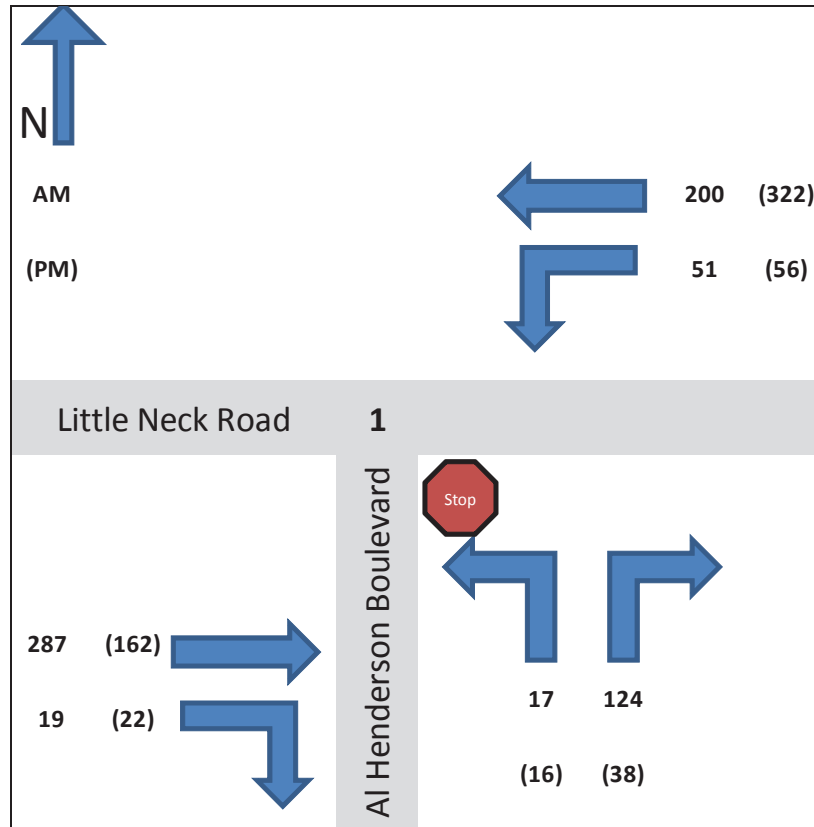 N
AM
200 (322)
(PM)
51 (56)
Little Neck Road
1
Stop
Al Henderson Boulevard
287 (162)
19 (22)
17 124
(16) (38)